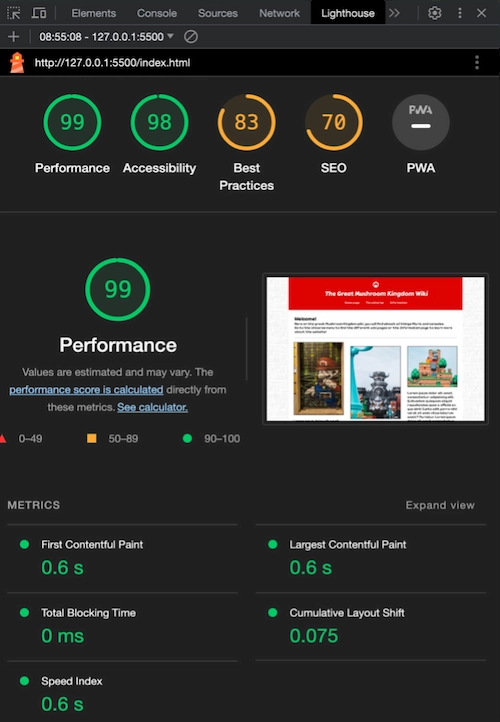 Elements Console Sources Network Lighthouse
08:55:08 - 127.0.0.1:5500
http://127.0.0.1:5500/index.html
99 98 83 70 PWA
Performance Accessibility Best Practices SEO PWA
99
Performance
The Great Mushroom Kingdom Wiki
Welcome!
Values are estimated and may vary. The
performance score is calculated directly from
these metrics. See calculator.
0–49 50–89 90–100
METRICS Expand view
First Contentful Paint Largest Contentful Paint
0.6 s 0.6 s
Total Blocking Time Cumulative Layout Shift
0 ms 0.075
Speed Index
0.6 s